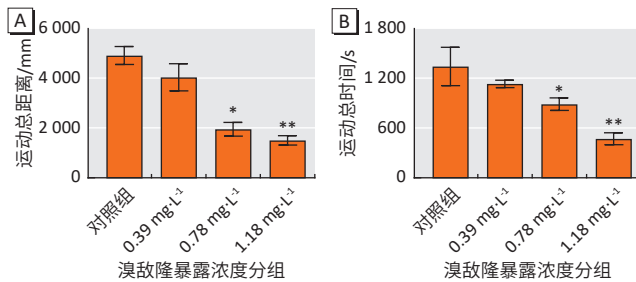 A
运动总距离/mm
6 000
4 000
2 000
0
*
**
对照组
0.39 mg·L⁻¹
0.78 mg·L⁻¹
1.18 mg·L⁻¹
溴敌隆暴露浓度分组
B
运动总时间/s
1 800
1 200
600
0
*
**
对照组
0.39 mg·L⁻¹
0.78 mg·L⁻¹
1.18 mg·L⁻¹
溴敌隆暴露浓度分组